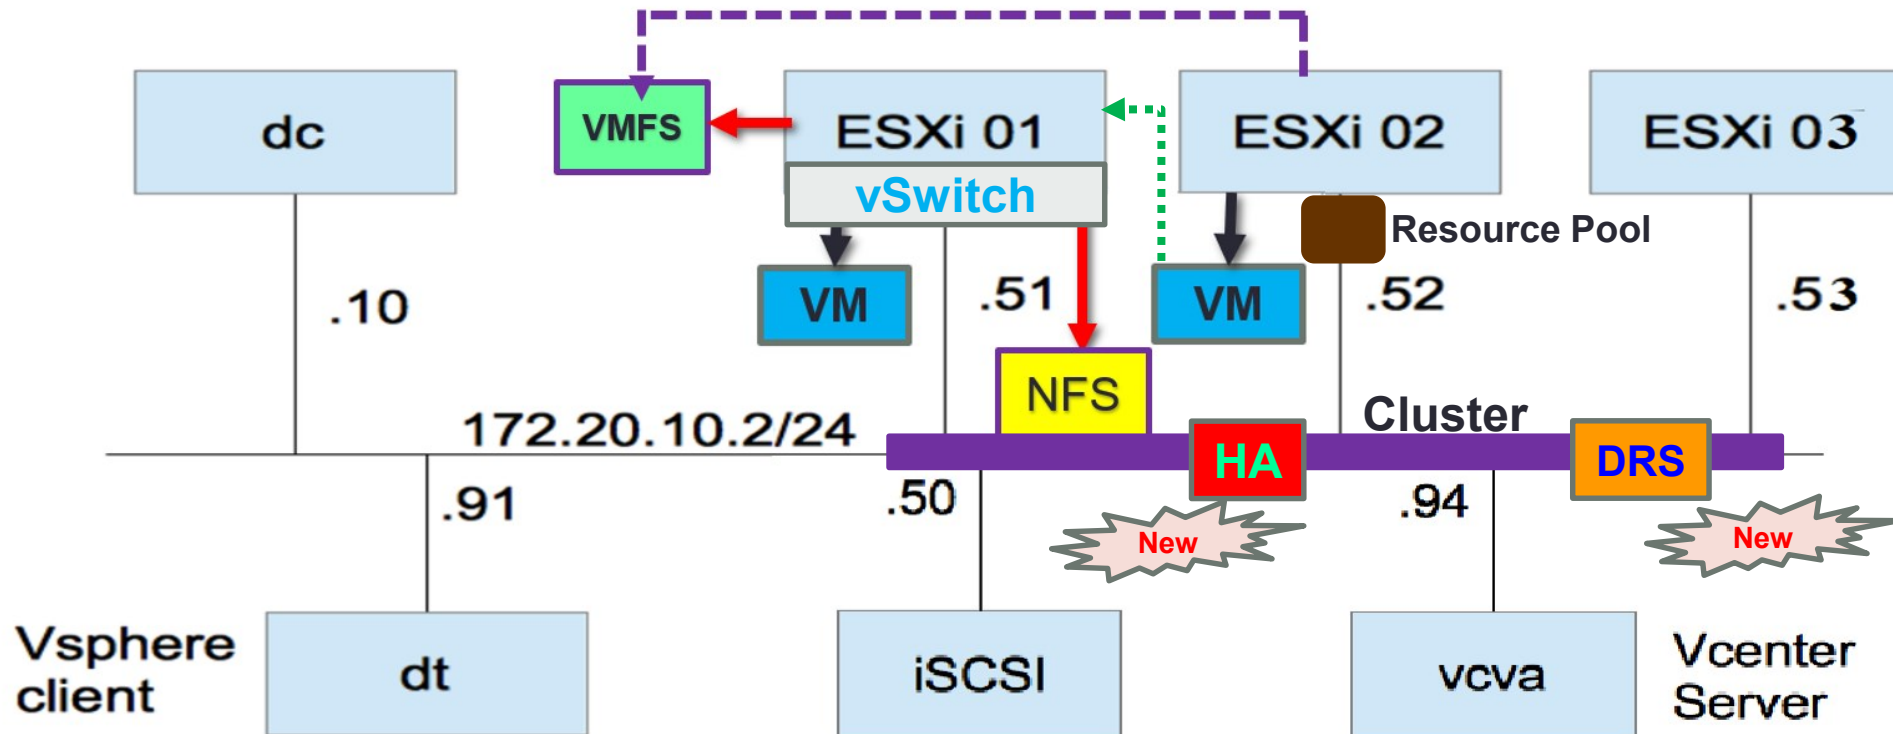 dc
VMFS
ESXi 01
ESXi 02
ESXi 03
vSwitch
Resource Pool
.10
VM
.51
VM
.52
.53
NFS
172.20.10.2/24
Cluster
HA
DRS
.91
.50
.94
New
New
Vsphere
client
dt
iSCSI
vcva
Vcenter
Server